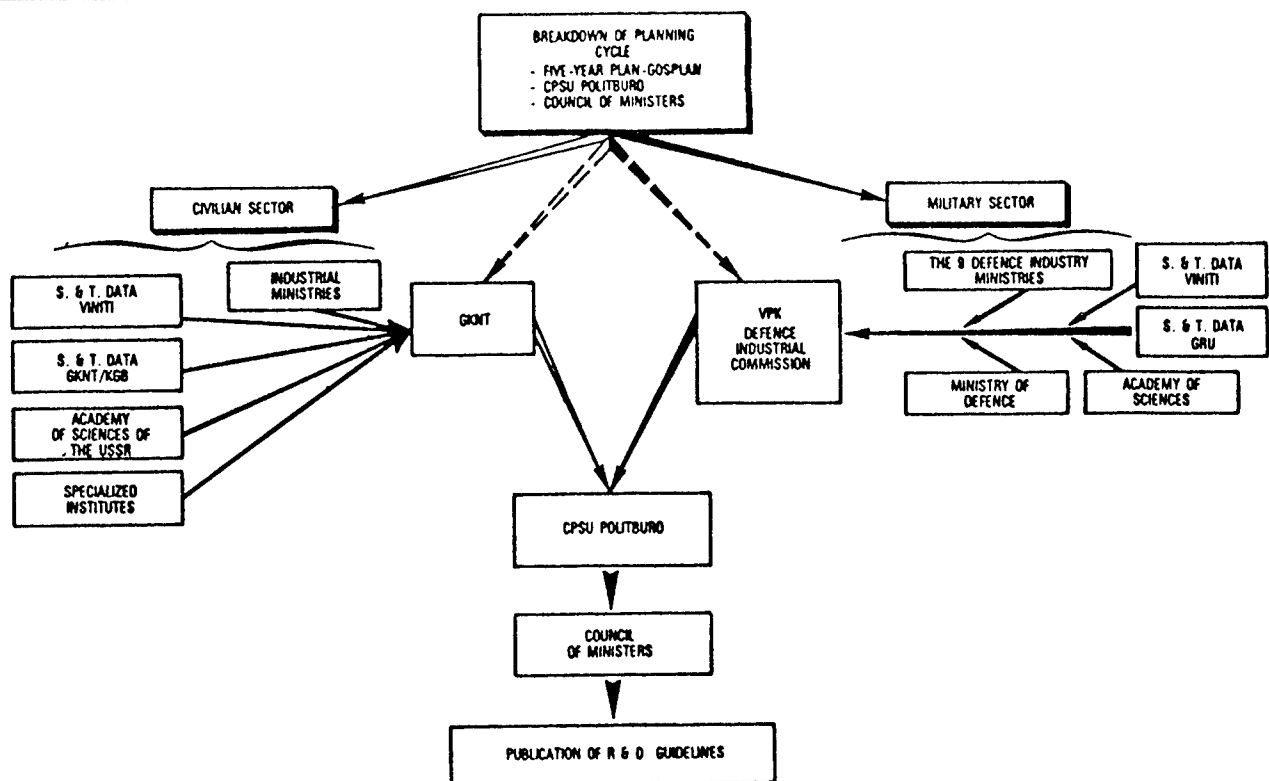 BREAKDOWN OF PLANNING
CYCLE
- FIVE-YEAR PLAN-GOSPLAN
- CPSU POLITBURO
- COUNCIL OF MINISTERS
CIVILIAN SECTOR
MILITARY SECTOR
S. & T. DATA
VINITI
INDUSTRIAL
MINISTRIES
S. & T. DATA
GKNT/KGB
ACADEMY
OF SCIENCES OF
THE USSR
SPECIALIZED
INSTITUTES
GKNT
VPK
DEFENCE
INDUSTRIAL
COMMISSION
THE 9 DEFENCE INDUSTRY
MINISTRIES
S. & T. DATA
VINITI
S. & T. DATA
GRU
MINISTRY OF
DEFENCE
ACADEMY OF
SCIENCES
CPSU POLITBURO
COUNCIL
OF MINISTERS
PUBLICATION OF R & D GUIDELINES